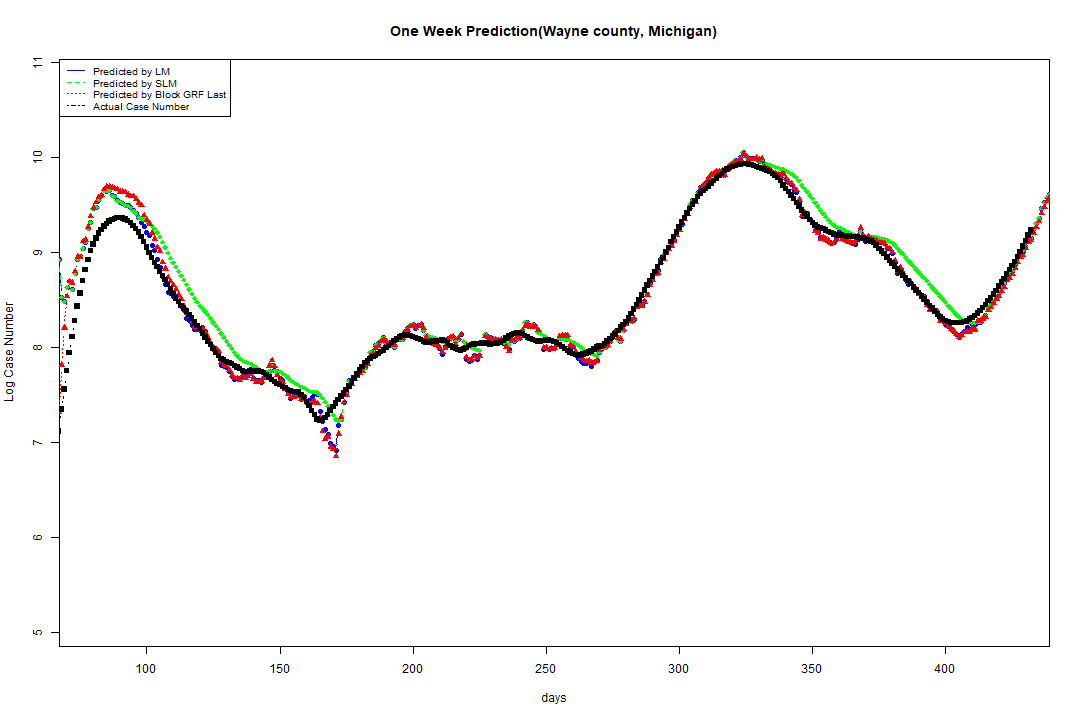 One Week Prediction(Wayne county, Michigan)
Predicted by LM
Predicted by SLM
Predicted by Block GRF Last
Actual Case Number
Log Case Number
11
10
9
8
7
6
5
100 150 200 250 300 350 400
days